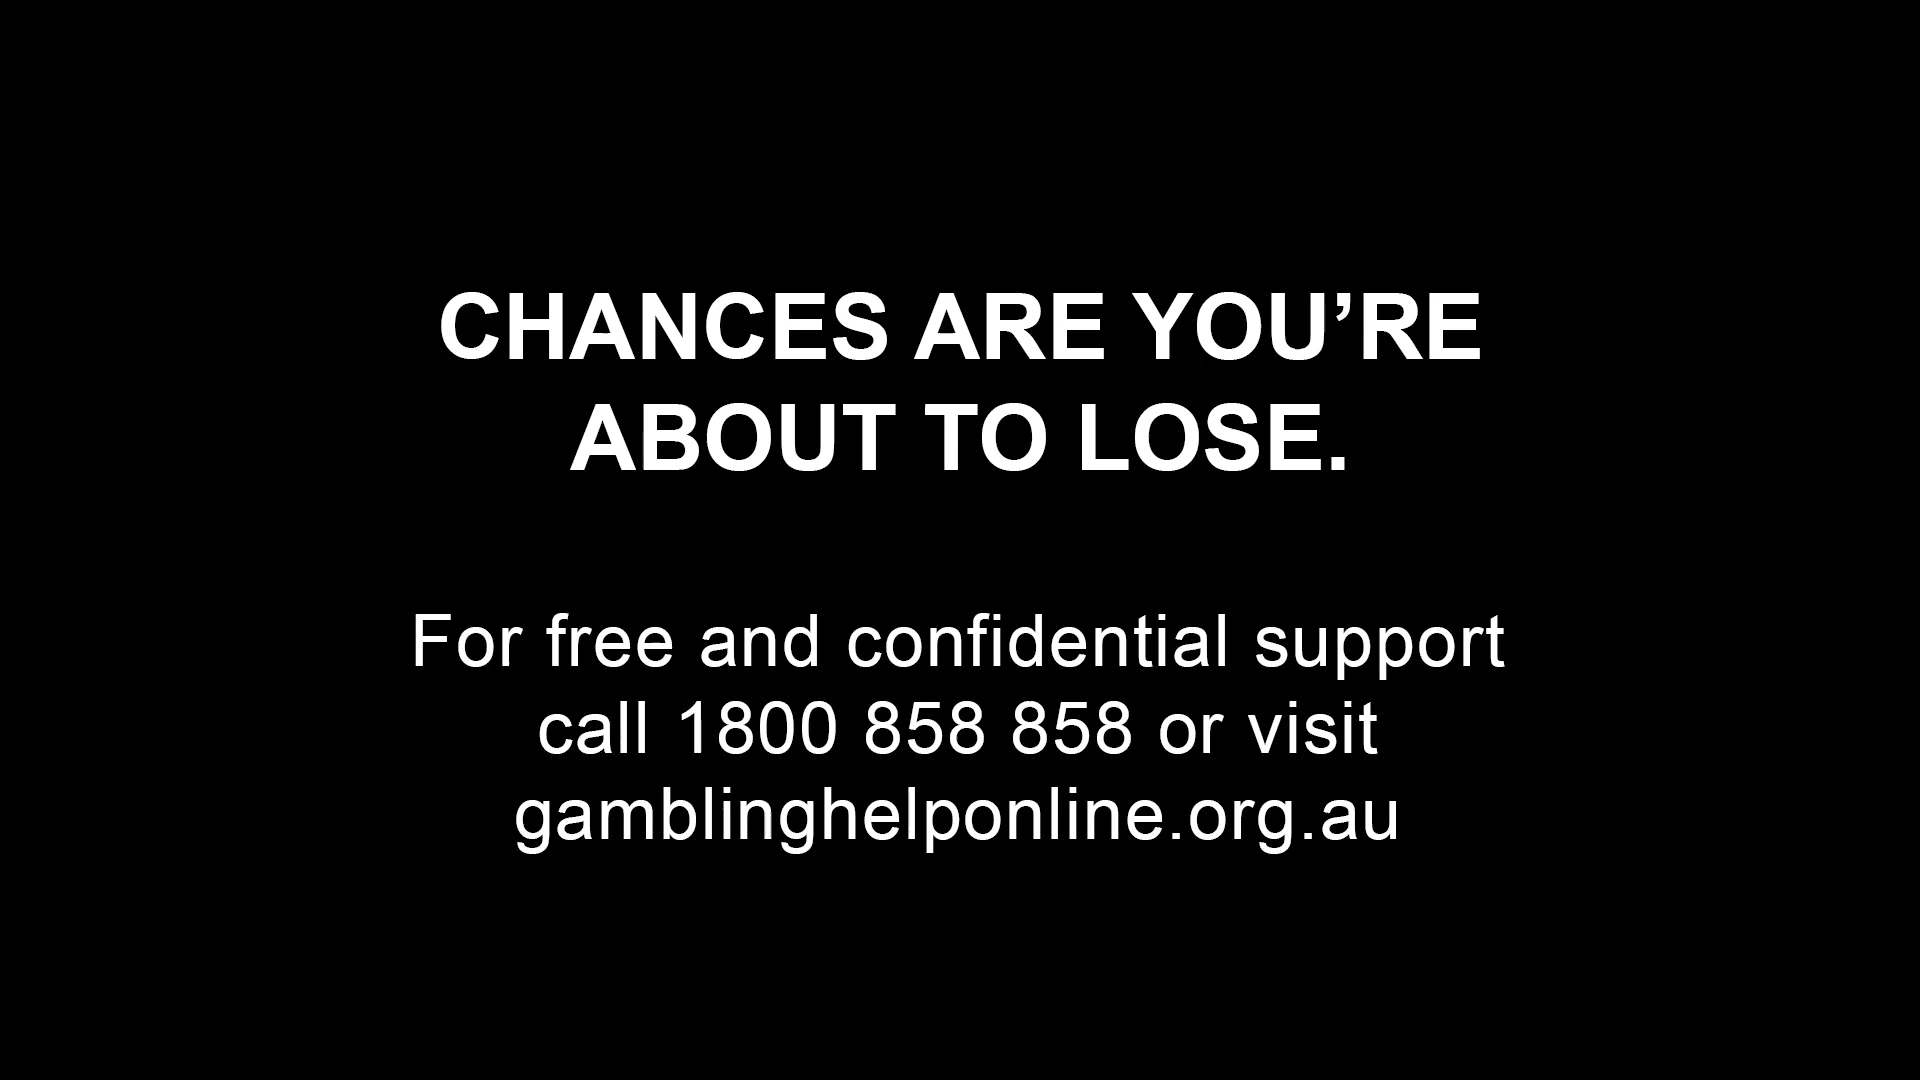 CHANCES ARE YOU’RE
ABOUT TO LOSE.
For free and confidential support
call 1800 858 858 or visit
gamblinghelponline.org.au